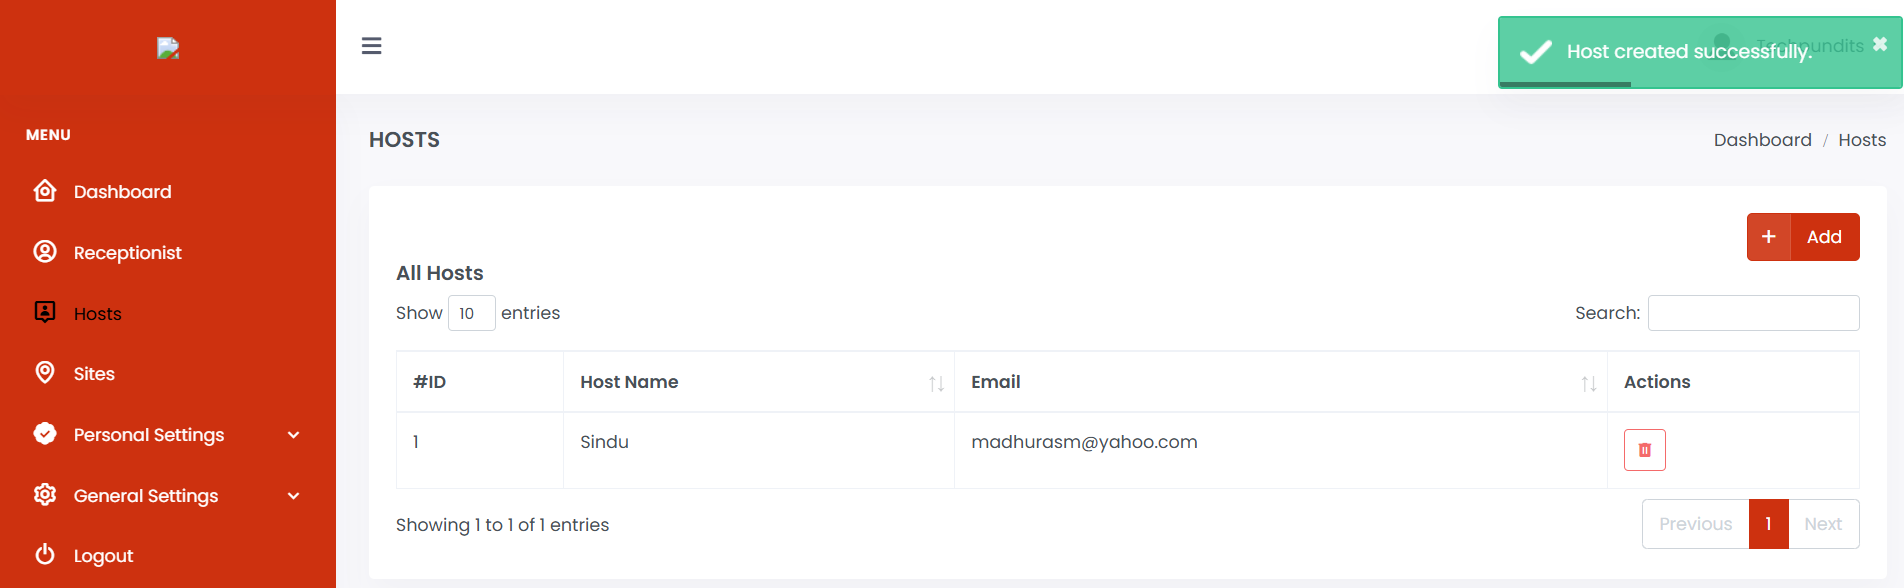 Host created successfully.
MENU
Dashboard
Receptionist
Hosts
Sites
Personal Settings
General Settings
Logout
HOSTS
Dashboard / Hosts
+ Add
All Hosts
Show 10 entries
Search:
#ID Host Name Email Actions
1 Sindu madhurasm@yahoo.com
Showing 1 to 1 of 1 entries
Previous 1 Next